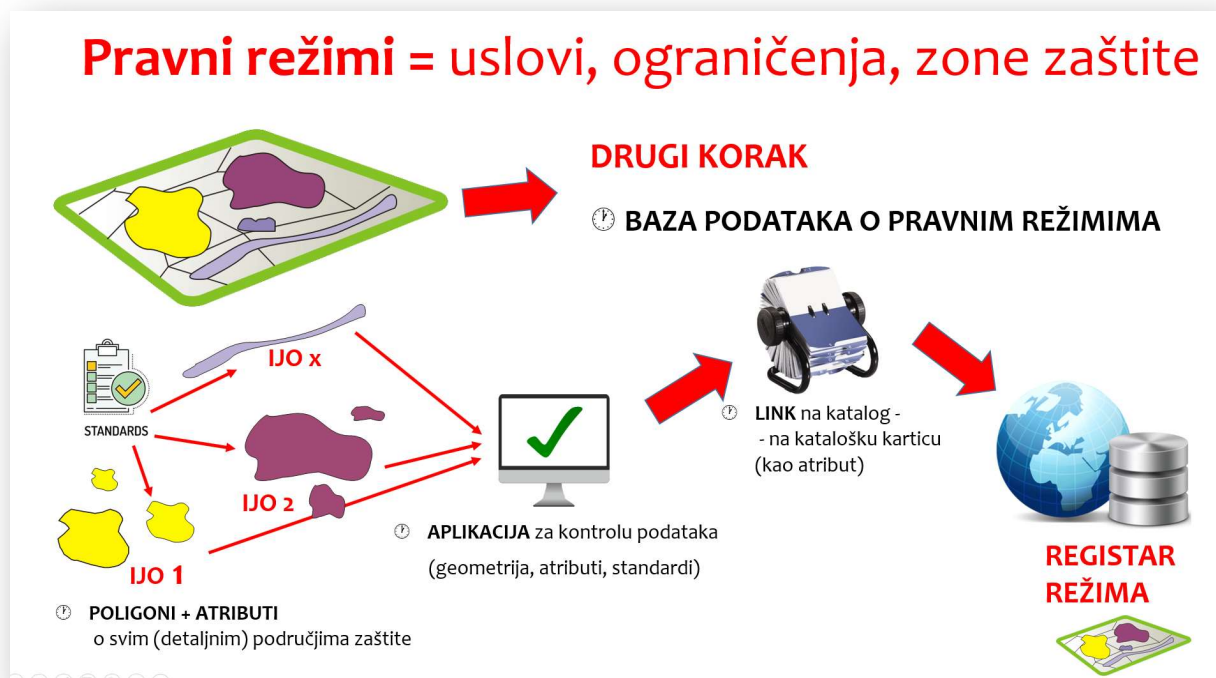 Pravni režimi = uslovi, ograničenja, zone zaštite
DRUGI KORAK
BAZA PODATAKA O PRAVNIM REŽIMIMA
IJO x
STANDARDS
IJO 2
IJO 1
POLIGONI + ATRIBUTI
o svim (detaljnim) područjima zaštite
APLIKACIJA za kontrolu podataka
(geometrija, atributi, standardi)
LINK na katalog -
- na katalošku karticu
(kao atribut)
REGISTAR
REŽIMA